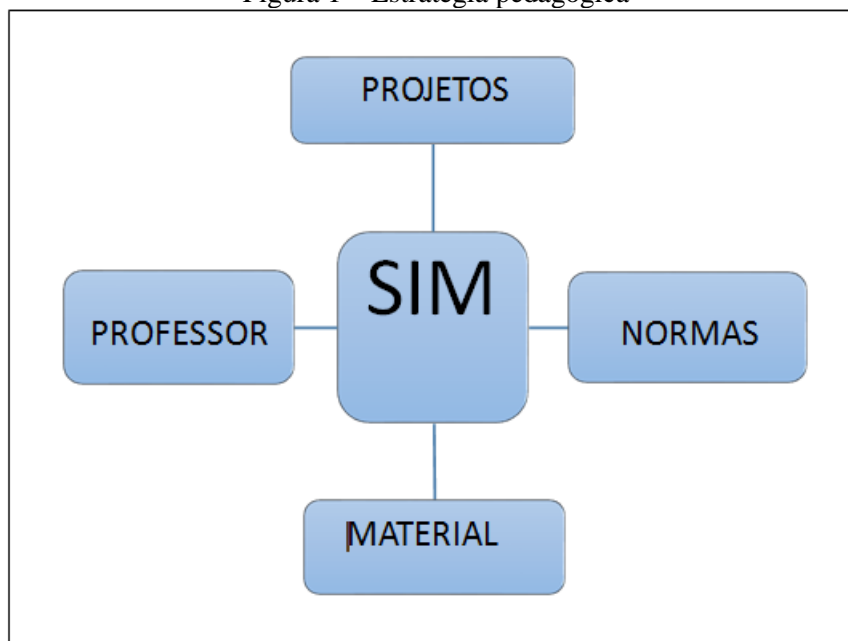 Figura 1 – Estratégia pedagógica
PROJETOS
SIM
PROFESSOR
NORMAS
MATERIAL